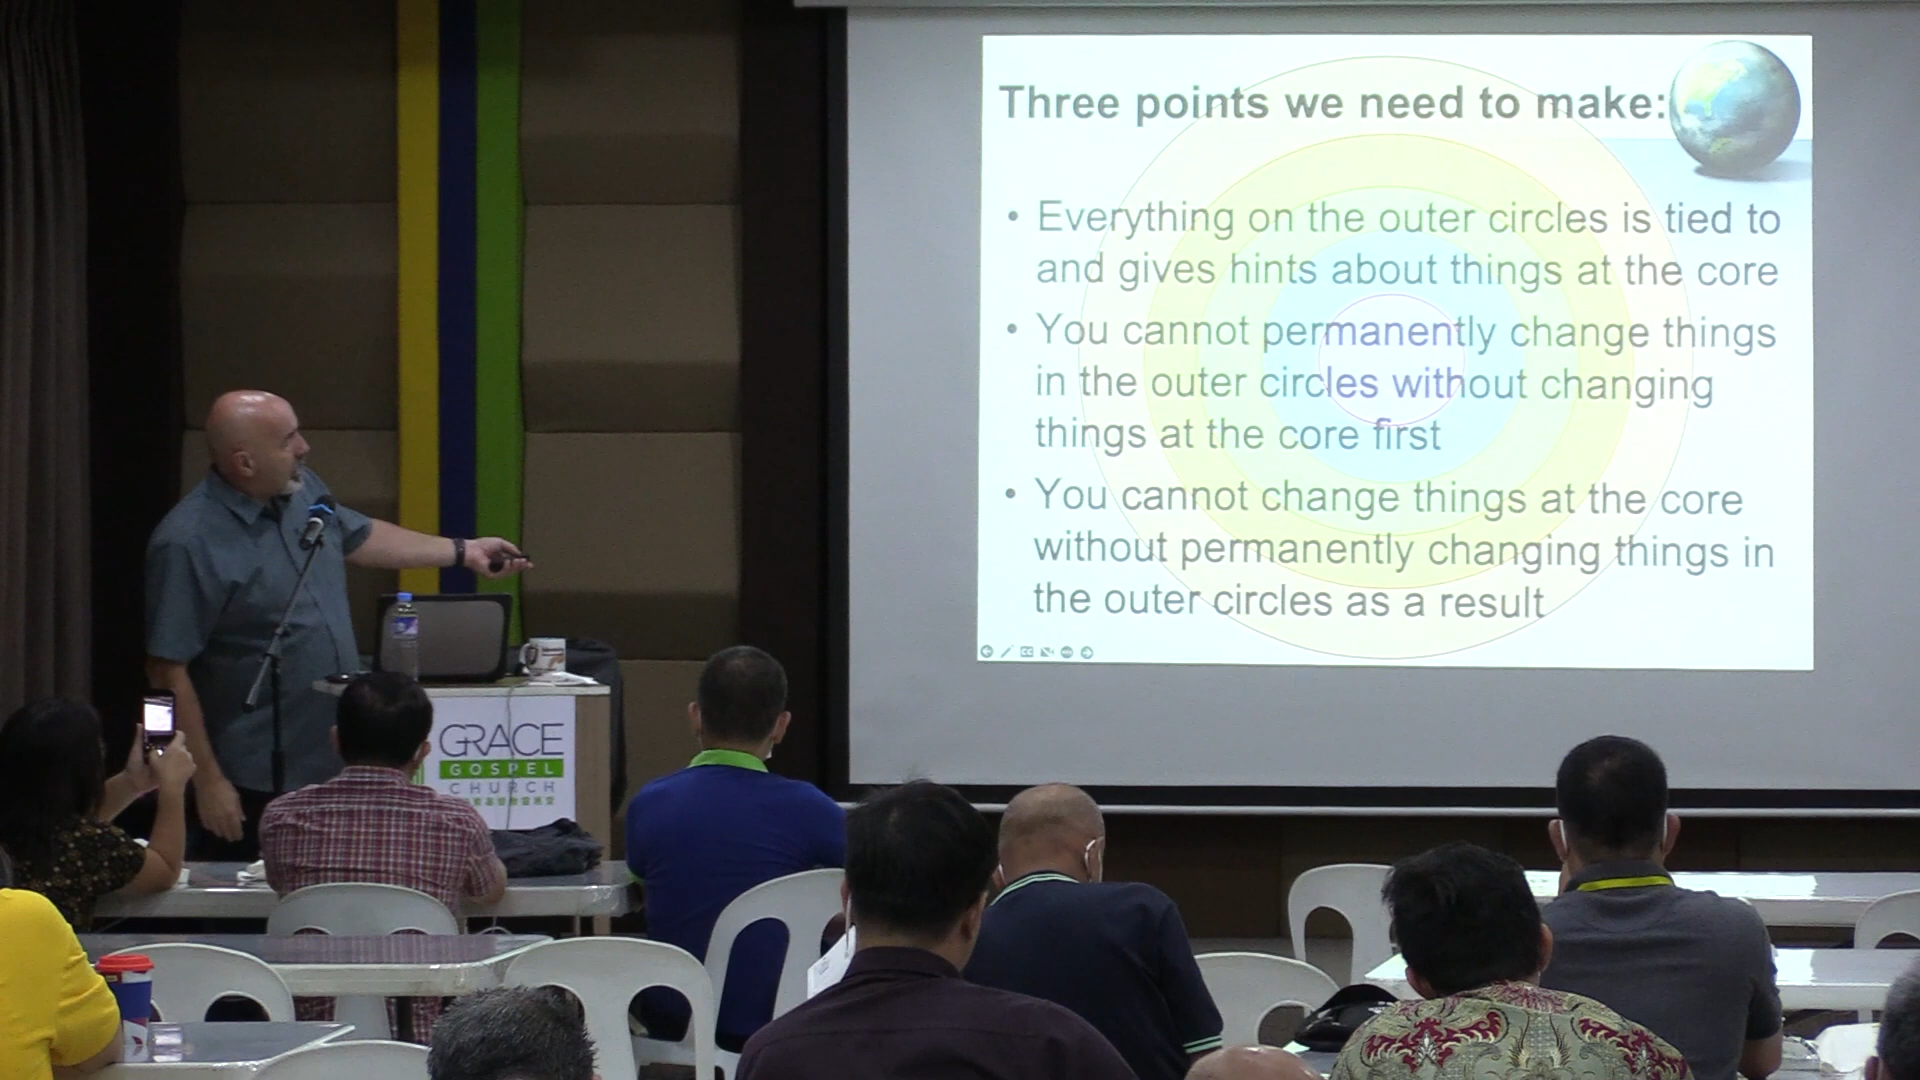 Three points we need to make:
• Everything on the outer circles is tied to
and gives hints about things at the core
• You cannot permanently change things
in the outer circles without changing
things at the core first
• You cannot change things at the core
without permanently changing things in
the outer circles as a result
GRACE
GOSPEL
CHURCH